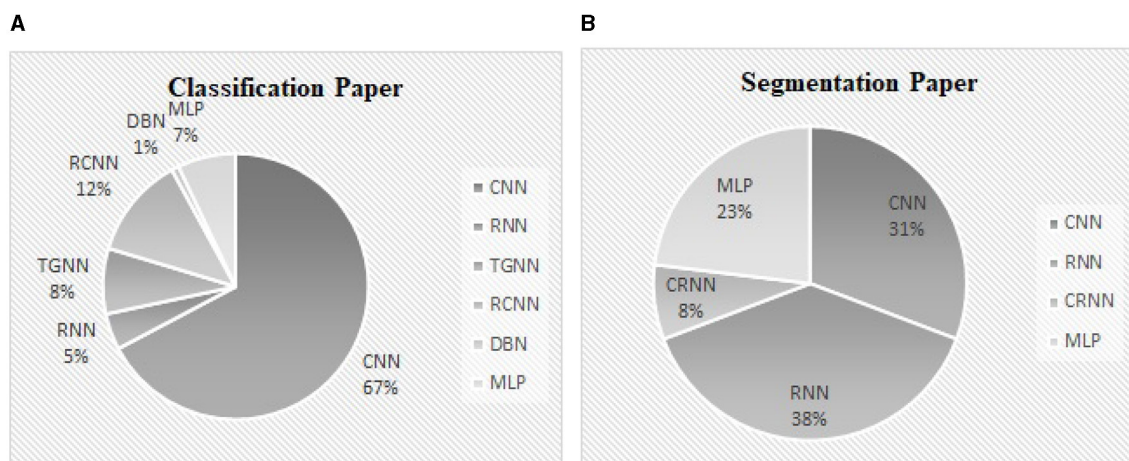 A
Classification Paper
MLP
7%
DBN
1%
RCNN
12%
TGNN
8%
RNN
5%
CNN
67%
CNN
RNN
TGNN
RCNN
DBN
MLP
B
Segmentation Paper
MLP
23%
CNN
31%
CRNN
8%
RNN
38%
CNN
RNN
CRNN
MLP